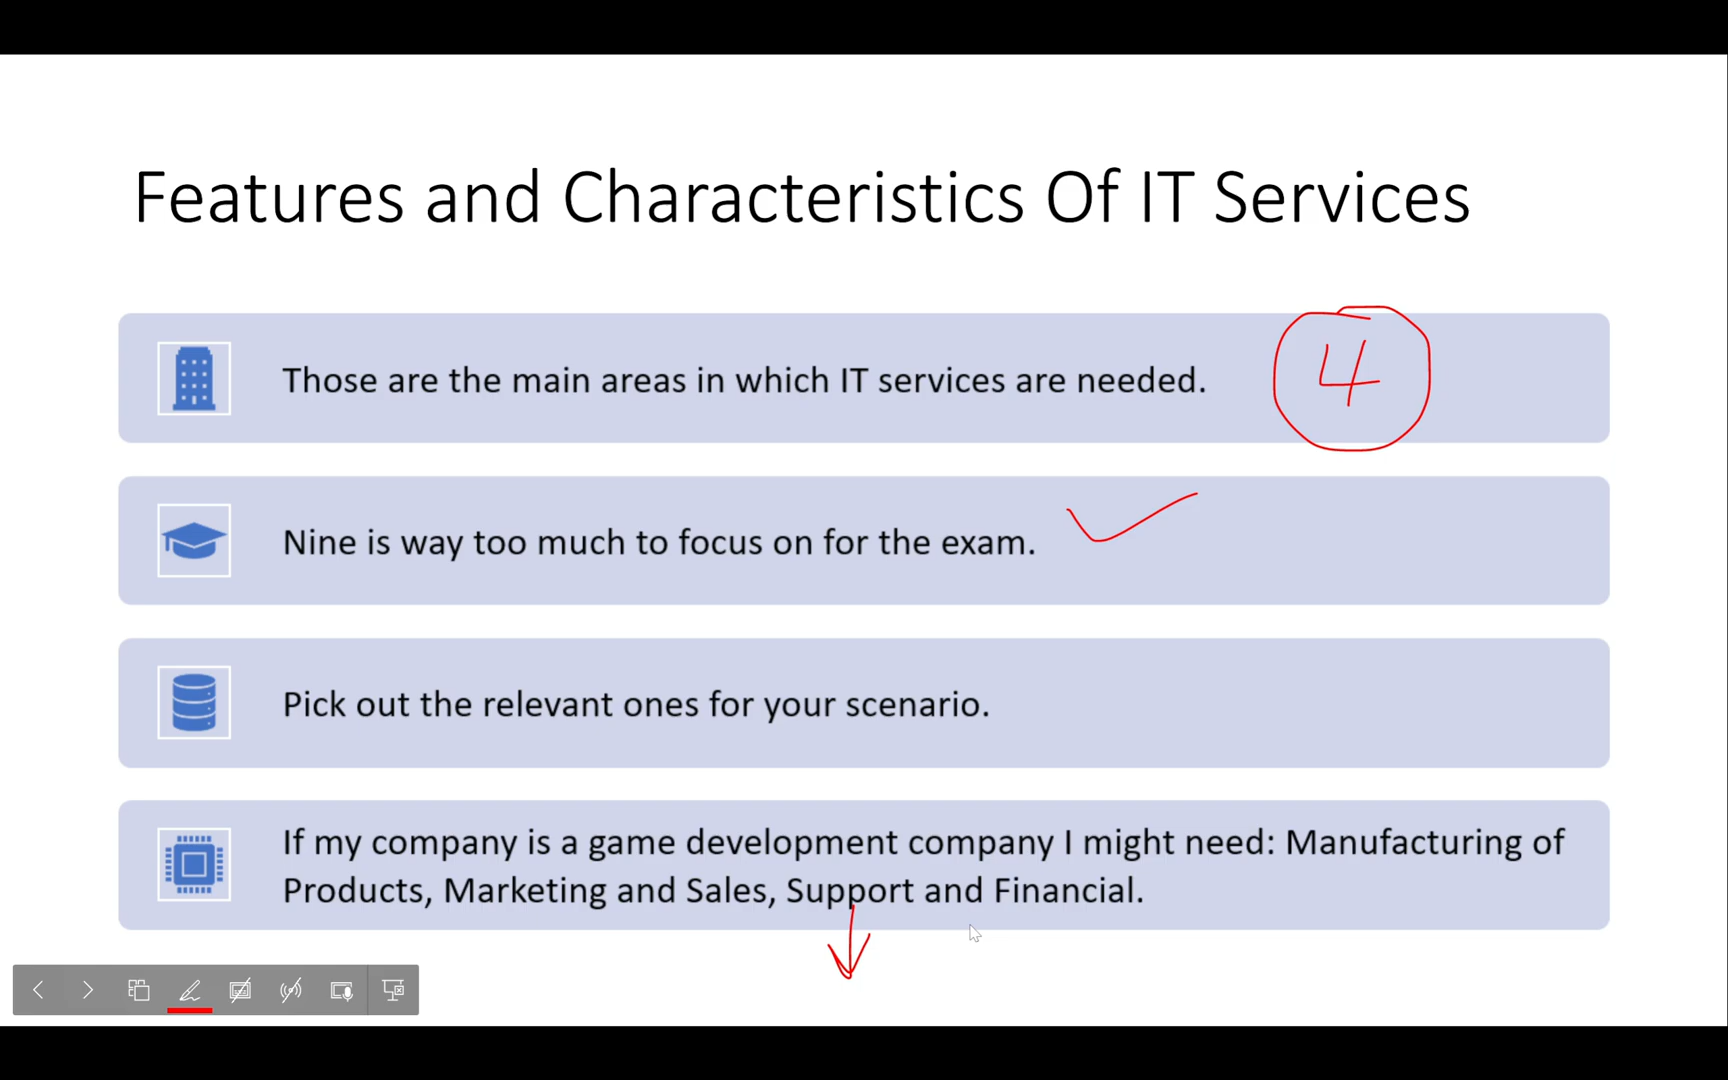 Features and Characteristics Of IT Services
Those are the main areas in which IT services are needed.
4
Nine is way too much to focus on for the exam.
Pick out the relevant ones for your scenario.
If my company is a game development company I might need: Manufacturing of
Products, Marketing and Sales, Support and Financial.